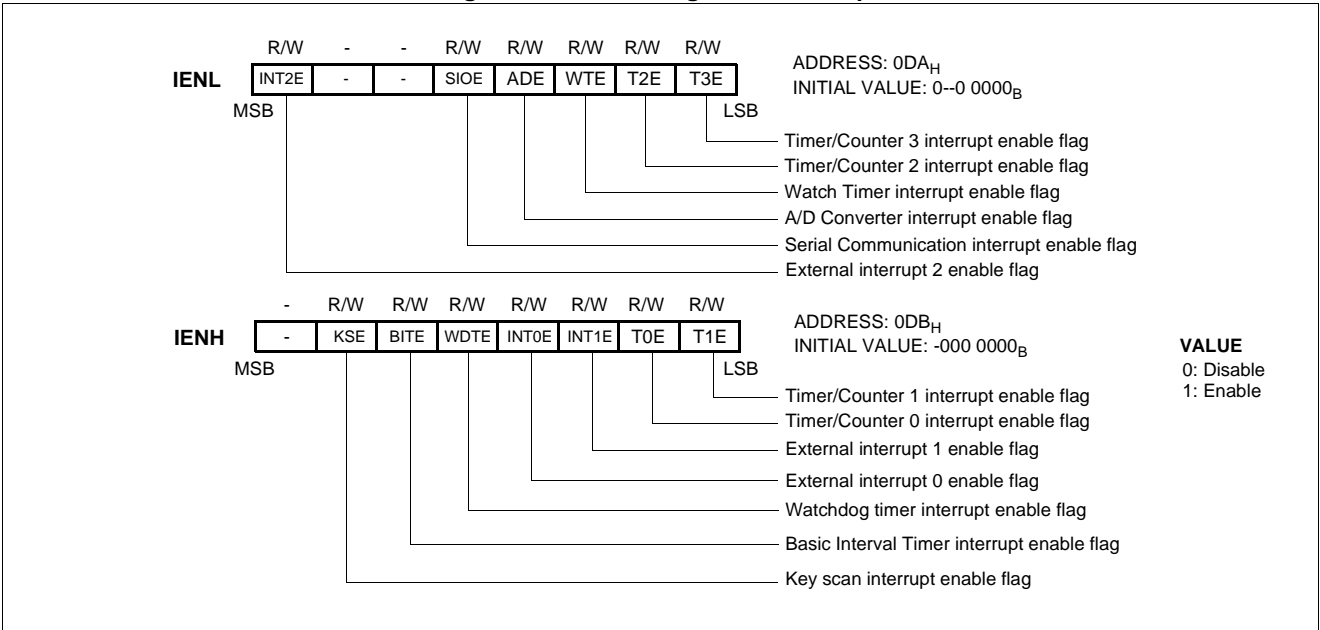 R/W - - R/W R/W R/W R/W R/W
IENL INT2E - - SIOE ADE WTE T2E T3E
ADDRESS: 0DAH
INITIAL VALUE: 0--0 0000B
MSB LSB
Timer/Counter 3 interrupt enable flag
Timer/Counter 2 interrupt enable flag
Watch Timer interrupt enable flag
A/D Converter interrupt enable flag
Serial Communication interrupt enable flag
External interrupt 2 enable flag
- R/W R/W R/W R/W R/W R/W R/W
IENH - KSE BITE WDTE INT0E INT1E T0E T1E
ADDRESS: 0DBH
INITIAL VALUE: -000 0000B
MSB LSB
VALUE
0: Disable
1: Enable
Timer/Counter 1 interrupt enable flag
Timer/Counter 0 interrupt enable flag
External interrupt 1 enable flag
External interrupt 0 enable flag
Watchdog timer interrupt enable flag
Basic Interval Timer interrupt enable flag
Key scan interrupt enable flag